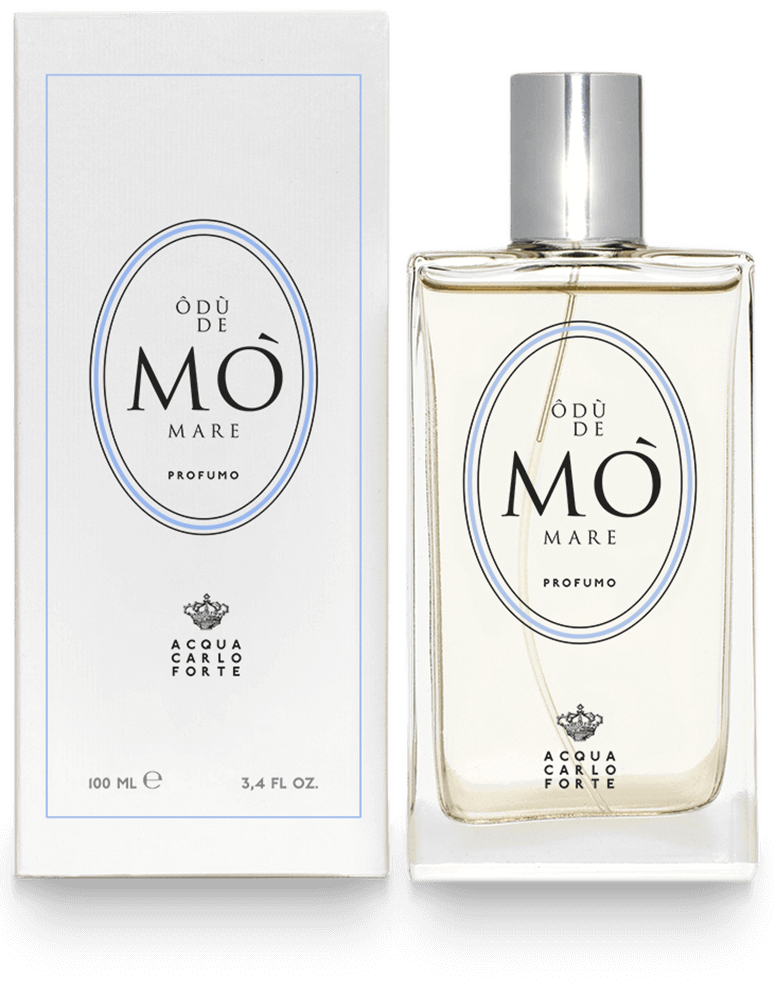 ÔDÙ
DE
MÒ
MARE
PROFUMO
ACQUA
CARLO
FORTE
100 ML ℮
3,4 FL OZ.
ÔDÙ
DE
MÒ
MARE
PROFUMO
ACQUA
CARLO
FORTE